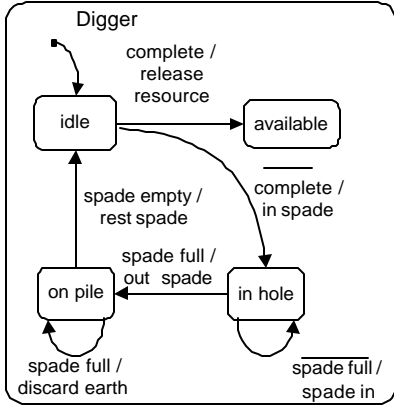 Digger
complete /
release
resource
idle
available
complete /
in spade
spade empty /
rest spade
spade full /
out spade
on pile
in hole
spade full /
discard earth
spade full /
spade in